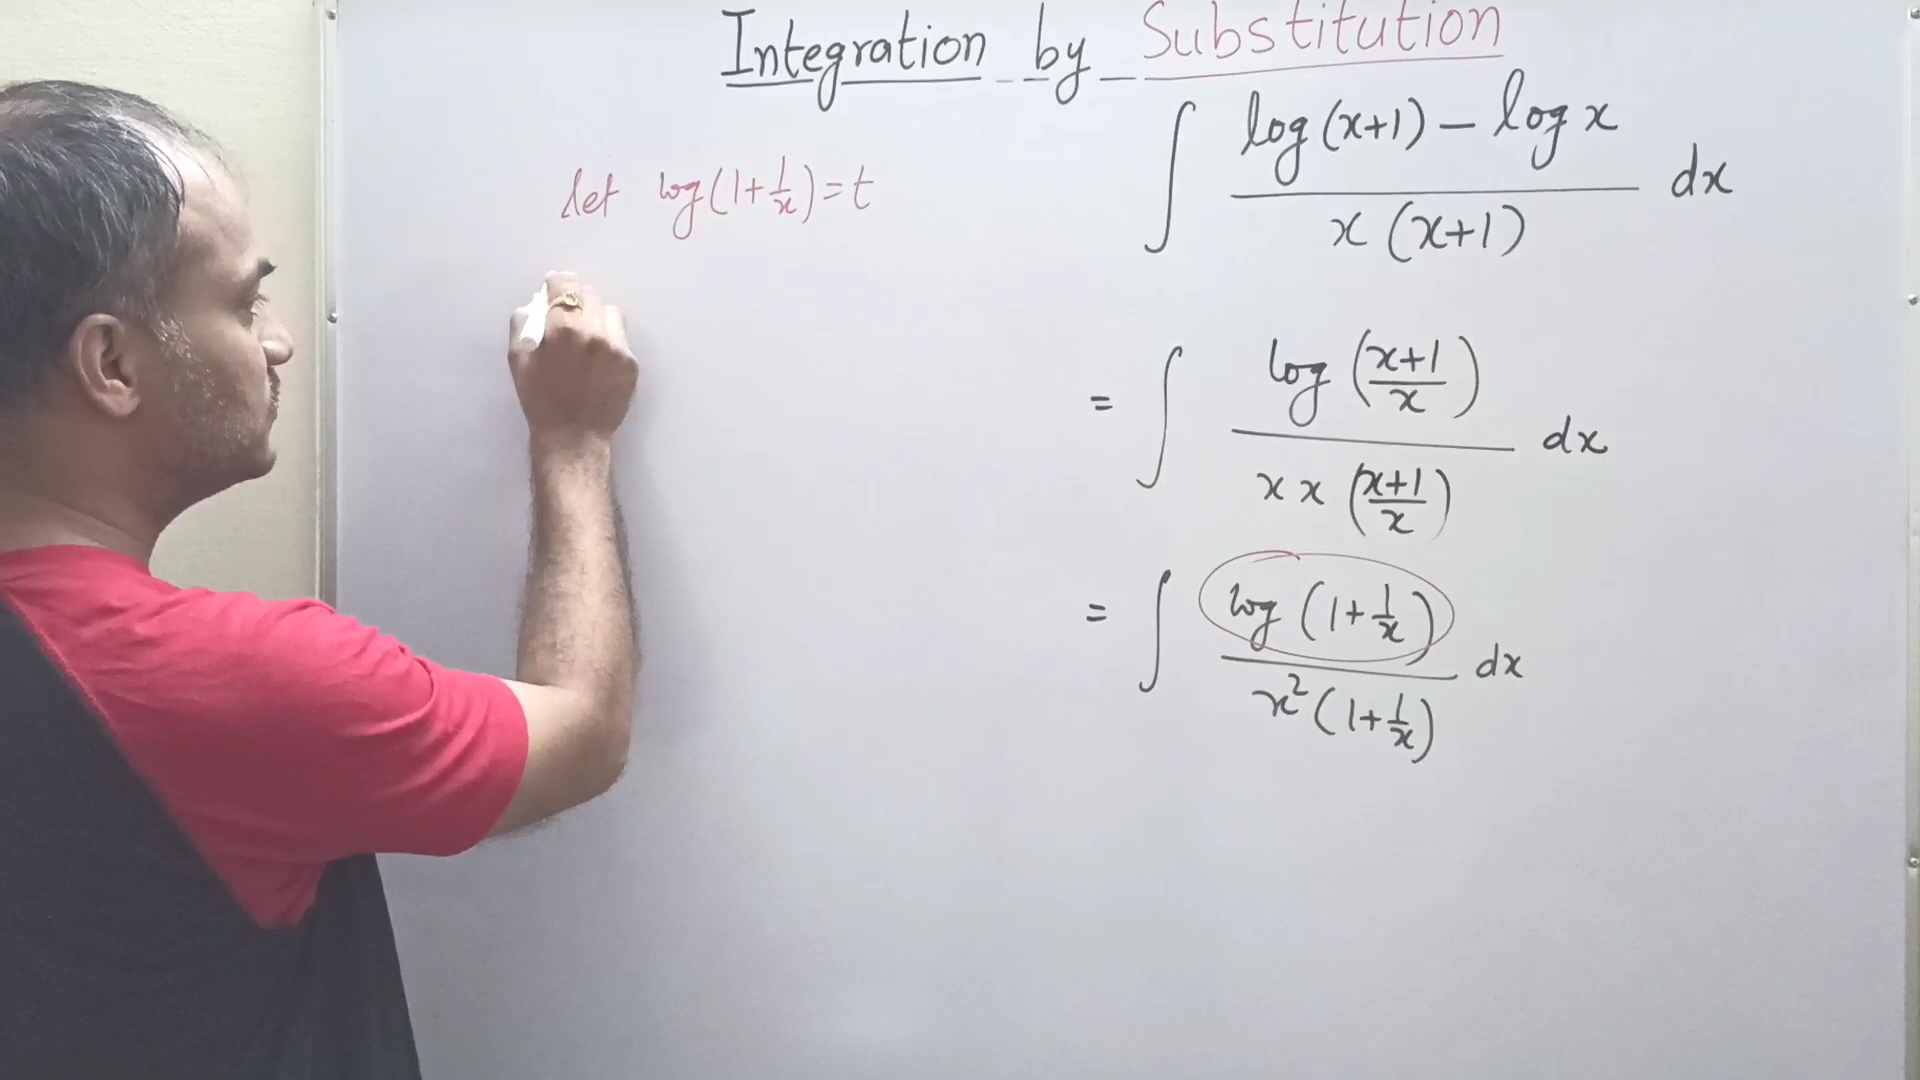 Integration by Substitution
let log(1+1/x)=t
∫ (log(x+1) − log x)/(x(x+1)) dx
= ∫ log((x+1)/x)/(x x ((x+1)/x)) dx
= ∫ log(1+1/x)/(x²(1+1/x)) dx